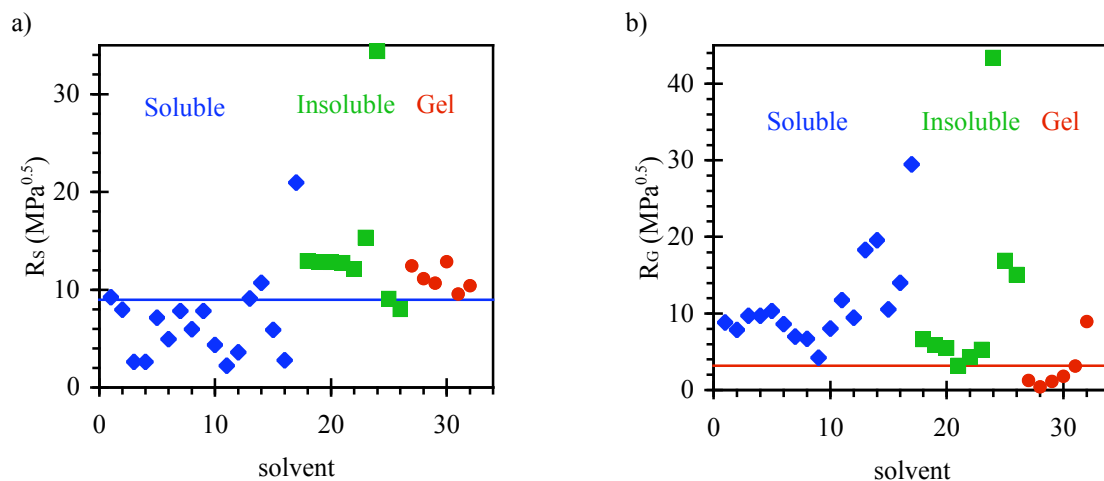 a)
RS (MPa0.5)
30
20
10
0
Soluble
Insoluble
Gel
0
10
20
30
solvent
b)
RG (MPa0.5)
40
30
20
10
0
Soluble
Insoluble
Gel
0
10
20
30
solvent